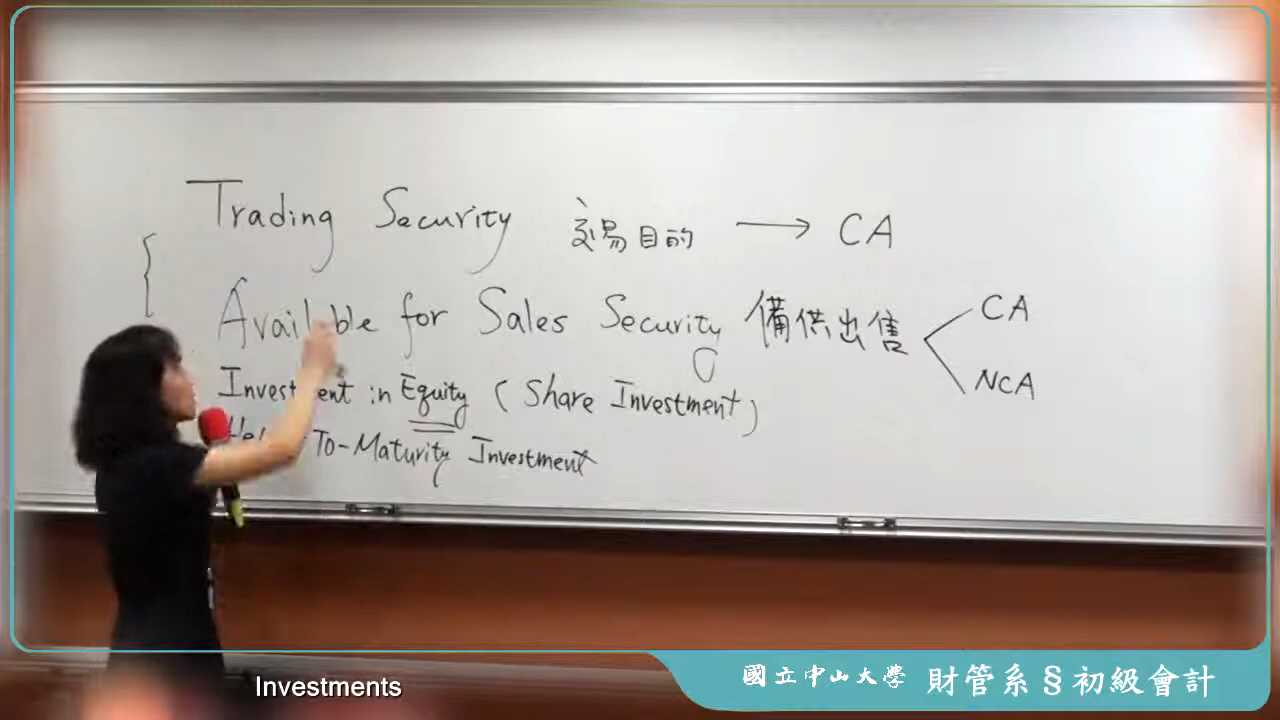 Trading Security 交易目的 → CA
Available for Sales Security 備供出售 CA
NCA
Investment in Equity (Share Investment)
To-Maturity Investment
Investments
國立中山大學 財管系§初級會計